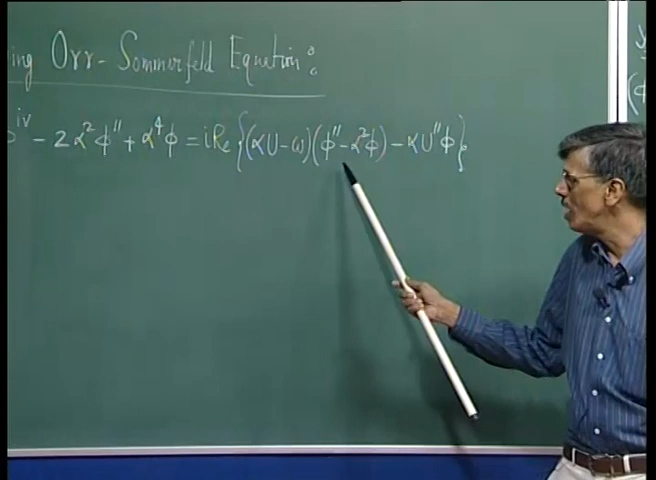 ing Orr-Sommerfeld Equation:
iv - 2α²φ'' + α⁴φ = iRe{(αU-ω)(φ''-α²φ) - αU''φ}